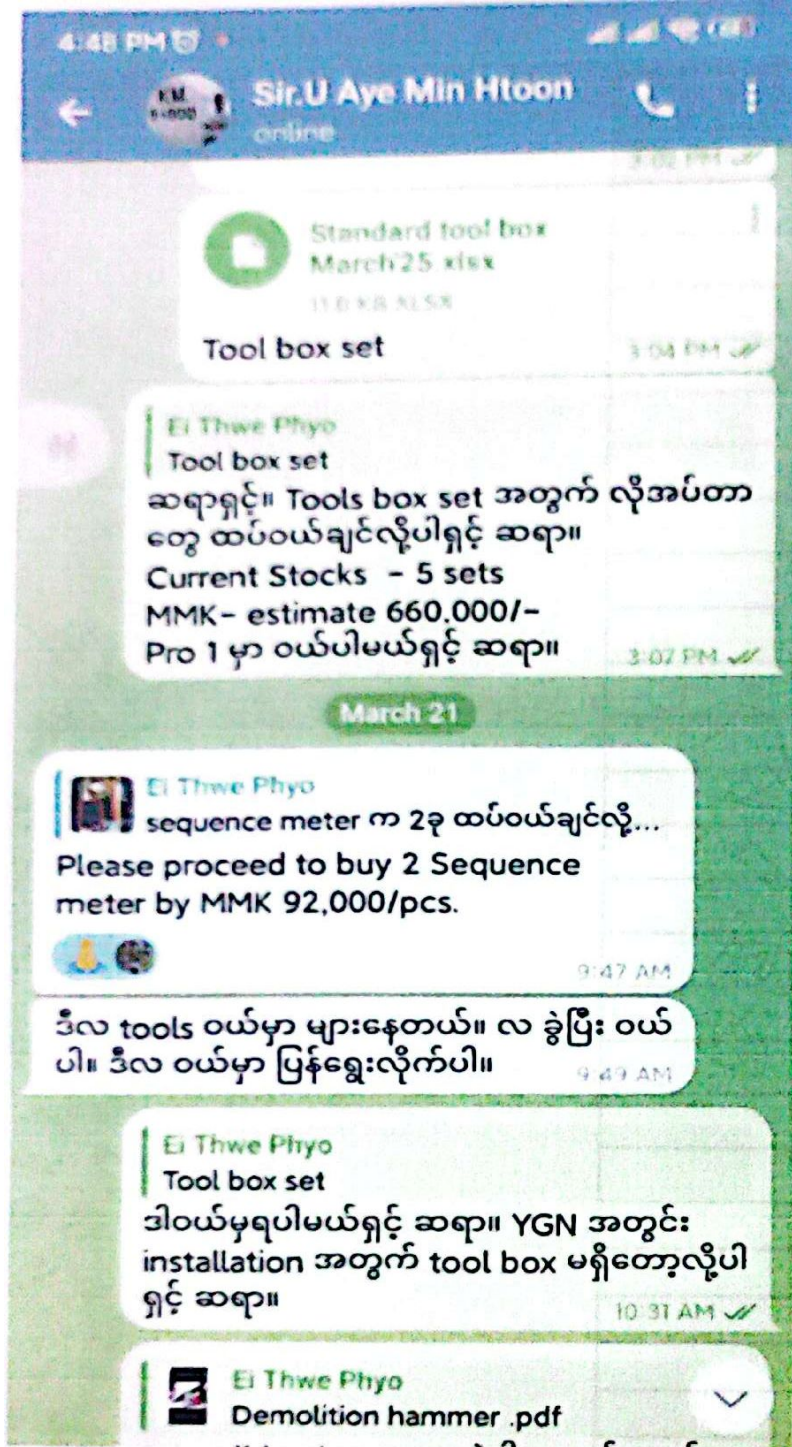 4:48 PM
Sir.U Aye Min Htoon
online
3:02 PM
Standard tool box
March'25 xlsx
11.6 KB XLSX
Tool box set
3:04 PM
Ei Thwe Phyo
Tool box set
ဆရာရှင့်။ Tools box set အတွက် လိုအပ်တာ
တွေ ထပ်ဝယ်ချင်လို့ပါရှင့် ဆရာ။
Current Stocks - 5 sets
MMK- estimate 660.000/-
Pro 1 မှာ ဝယ်ပါမယ်ရှင့် ဆရာ။
3:07 PM
March 21
Ei Thwe Phyo
sequence meter က 2ခု ထပ်ဝယ်ချင်လို့...
Please proceed to buy 2 Sequence
meter by MMK 92,000/pcs.
9:47 AM
ဒီလ tools ဝယ်မှာ များနေတယ်။ လ ခွဲပြီး ဝယ်
ပါ။ ဒီလ ဝယ်မှာ ပြန်ရွေးလိုက်ပါ။
9:49 AM
Ei Thwe Phyo
Tool box set
ဒါဝယ်မှရပါမယ်ရှင့် ဆရာ။ YGN အတွင်း
installation အတွက် tool box မရှိတော့လို့ပါ
ရှင့် ဆရာ။
10:31 AM
Ei Thwe Phyo
Demolition hammer .pdf